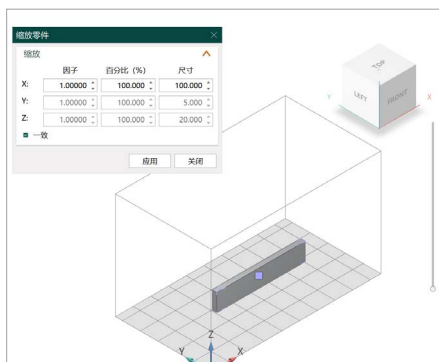 缩放零件
缩放
因子 百分比 (%) 尺寸
X: 1.00000 100.000 100.000
Y: 1.00000 100.000 5.000
Z: 1.00000 100.000 20.000
一致
应用 关闭
TOP
LEFT FRONT
Y X
Z
Y X